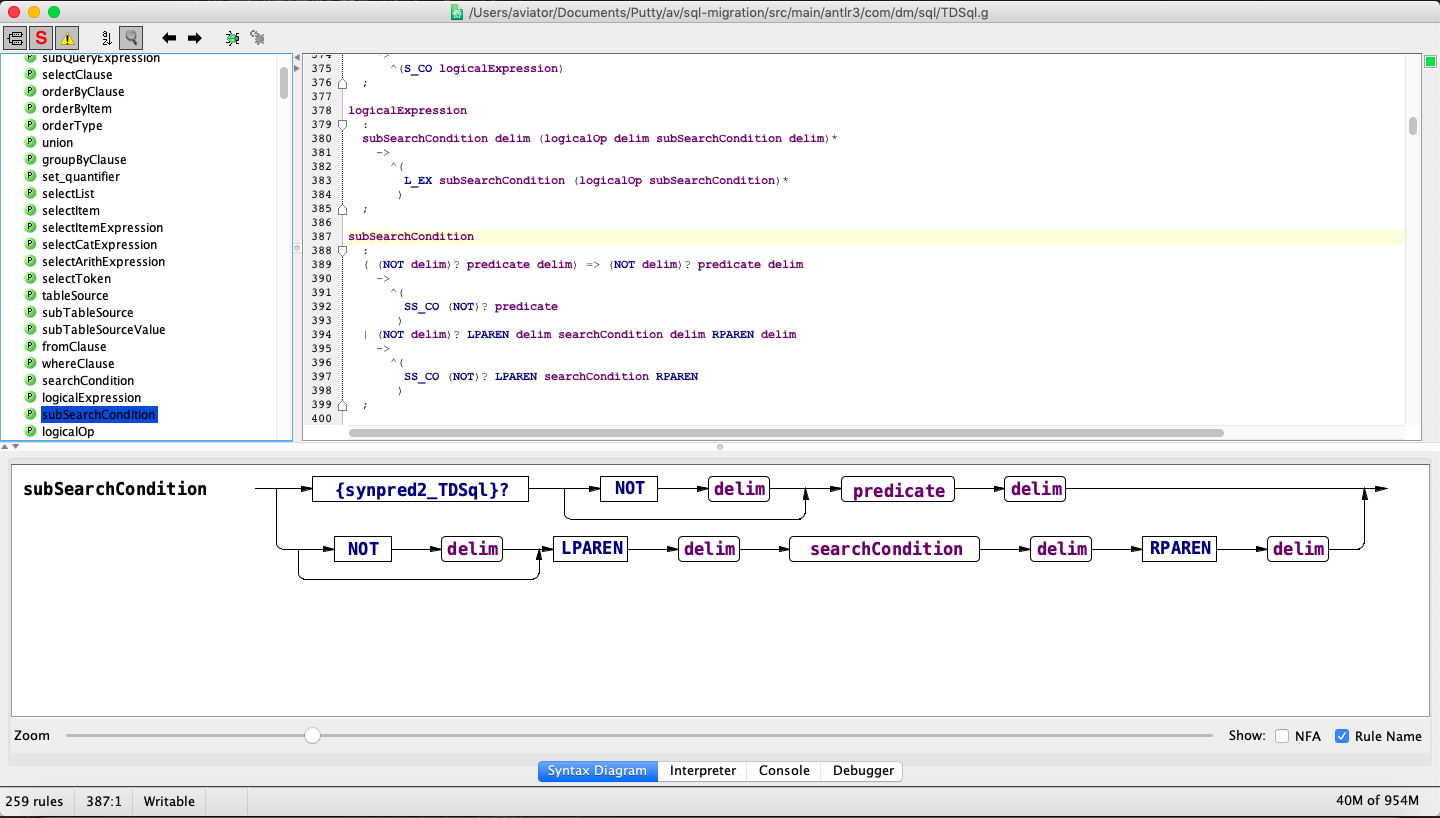 /Users/aviator/Documents/Putty/av/sql-migration/src/main/antlr3/com/dm/sql/TDSql.g
subQueryExpression
selectClause
orderByClause
orderByItem
orderType
union
groupByClause
set_quantifier
selectList
selectItem
selectItemExpression
selectCatExpression
selectArithExpression
selectToken
tableSource
subTableSource
subTableSourceValue
fromClause
whereClause
searchCondition
logicalExpression
subSearchCondition
logicalOp
374 ->
375 ^(S_CO logicalExpression)
376 ;
377
378 logicalExpression
379 :
380 subSearchCondition delim (logicalOp delim subSearchCondition delim)*
381 ->
382 ^(
383 L_EX subSearchCondition (logicalOp subSearchCondition)*
384 )
385 ;
386
387 subSearchCondition
388 :
389 ( (NOT delim)? predicate delim) => (NOT delim)? predicate delim
390 ->
391 ^(
392 SS_CO (NOT)? predicate
393 )
394 | (NOT delim)? LPAREN delim searchCondition delim RPAREN delim
395 ->
396 ^(
397 SS_CO (NOT)? LPAREN searchCondition RPAREN
398 )
399 ;
400
subSearchCondition {synpred2_TDSql}? NOT delim predicate delim
NOT delim LPAREN delim searchCondition delim RPAREN delim
Zoom Show: NFA Rule Name
Syntax Diagram Interpreter Console Debugger
259 rules 387:1 Writable 40M of 954M